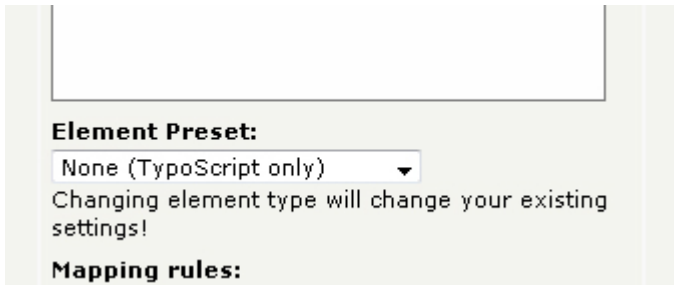 Element Preset:
None (TypoScript only)
Changing element type will change your existing
settings!
Mapping rules: